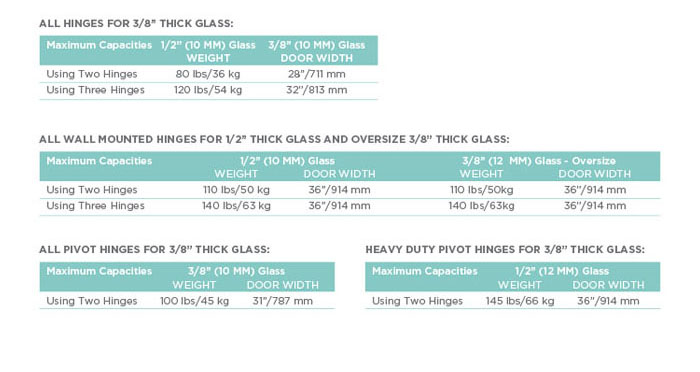 ALL HINGES FOR 3/8” THICK GLASS:
Maximum Capacities 1/2” (10 MM) Glass 3/8” (10 MM) Glass
WEIGHT DOOR WIDTH
Using Two Hinges 80 lbs/36 kg 28”/711 mm
Using Three Hinges 120 lbs/54 kg 32”/813 mm
ALL WALL MOUNTED HINGES FOR 1/2” THICK GLASS AND OVERSIZE 3/8” THICK GLASS:
Maximum Capacities 1/2” (10 MM) Glass 3/8” (12 MM) Glass - Oversize
WEIGHT DOOR WIDTH WEIGHT DOOR WIDTH
Using Two Hinges 110 lbs/50 kg 36”/914 mm 110 lbs/50kg 36”/914 mm
Using Three Hinges 140 lbs/63 kg 36”/914 mm 140 lbs/63kg 36”/914 mm
ALL PIVOT HINGES FOR 3/8” THICK GLASS:
Maximum Capacities 3/8” (10 MM) Glass
WEIGHT DOOR WIDTH
Using Two Hinges 100 lbs/45 kg 31”/787 mm
HEAVY DUTY PIVOT HINGES FOR 3/8” THICK GLASS:
Maximum Capacities 1/2” (12 MM) Glass
WEIGHT DOOR WIDTH
Using Two Hinges 145 lbs/66 kg 36”/914 mm